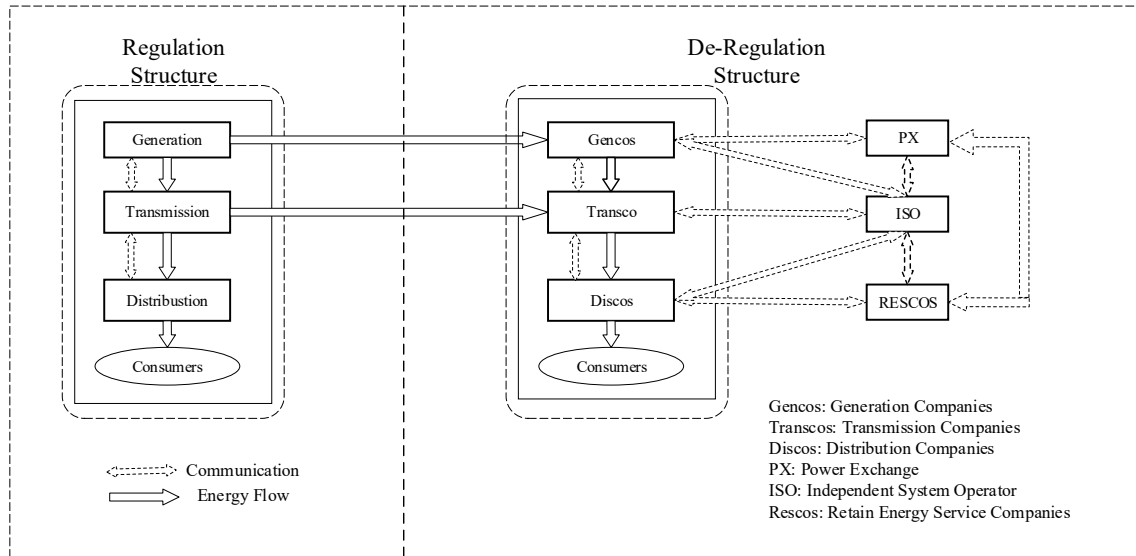 Regulation
Structure
Generation
Transmission
Distribustion
Consumers
Communication
Energy Flow
De-Regulation
Structure
Gencos
Transco
Discos
Consumers
PX
ISO
RESCOS
Gencos: Generation Companies
Transcos: Transmission Companies
Discos: Distribution Companies
PX: Power Exchange
ISO: Independent System Operator
Rescos: Retain Energy Service Companies